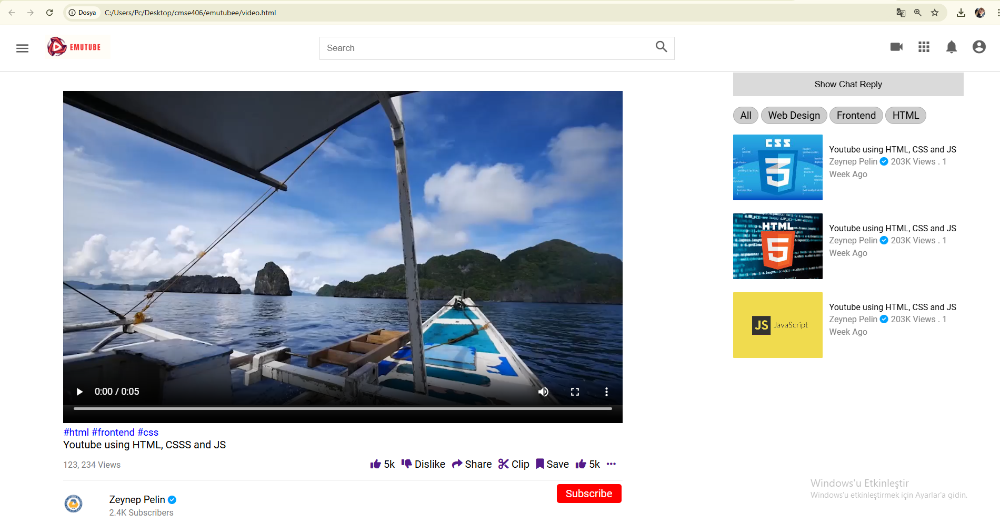 Dosya
C:/Users/Pc/Desktop/cmse406/emutubee/video.html
EMUTUBE
Search
Show Chat Reply
All
Web Design
Frontend
HTML
CSS
Youtube using HTML, CSS and JS
Zeynep Pelin 203K Views . 1
Week Ago
HTML
5
Youtube using HTML, CSS and JS
Zeynep Pelin 203K Views . 1
Week Ago
JS JavaScript
Youtube using HTML, CSS and JS
Zeynep Pelin 203K Views . 1
Week Ago
0:00 / 0:05
#html #frontend #css
Youtube using HTML, CSSS and JS
123, 234 Views
5k Dislike Share Clip Save 5k
Zeynep Pelin
2.4K Subscribers
Subscribe
Windows'u Etkinleştir
Windows'u etkinleştirmek için Ayarlar'a gidin.